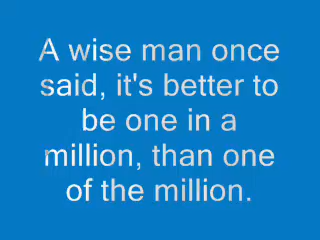 A wise man once
said, it's better to
be one in a
million, than one
of the million.